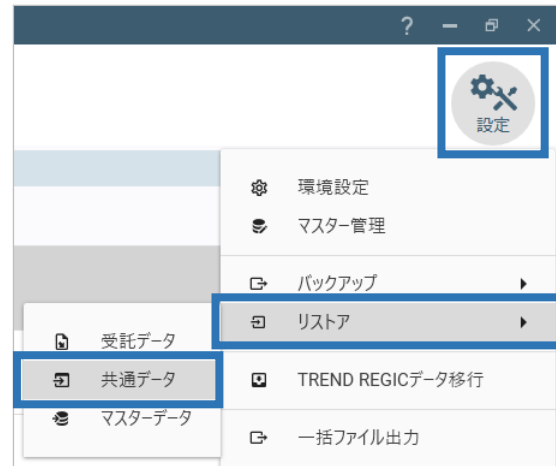 ?
設定
環境設定
マスター管理
バックアップ
リストア
受託データ
共通データ
マスターデータ
TREND REGICデータ移行
一括ファイル出力